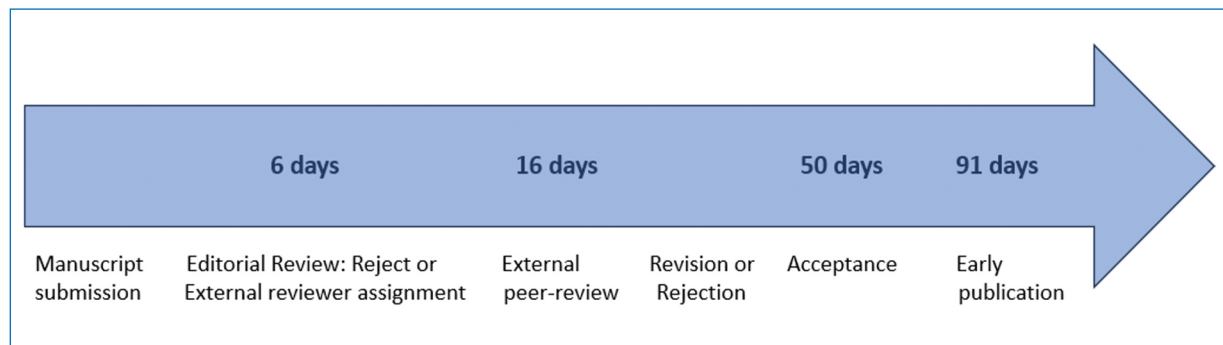 6 days 16 days 50 days 91 days
Manuscript Editorial Review: Reject or External Revision or Acceptance Early
submission External reviewer assignment peer-review Rejection publication